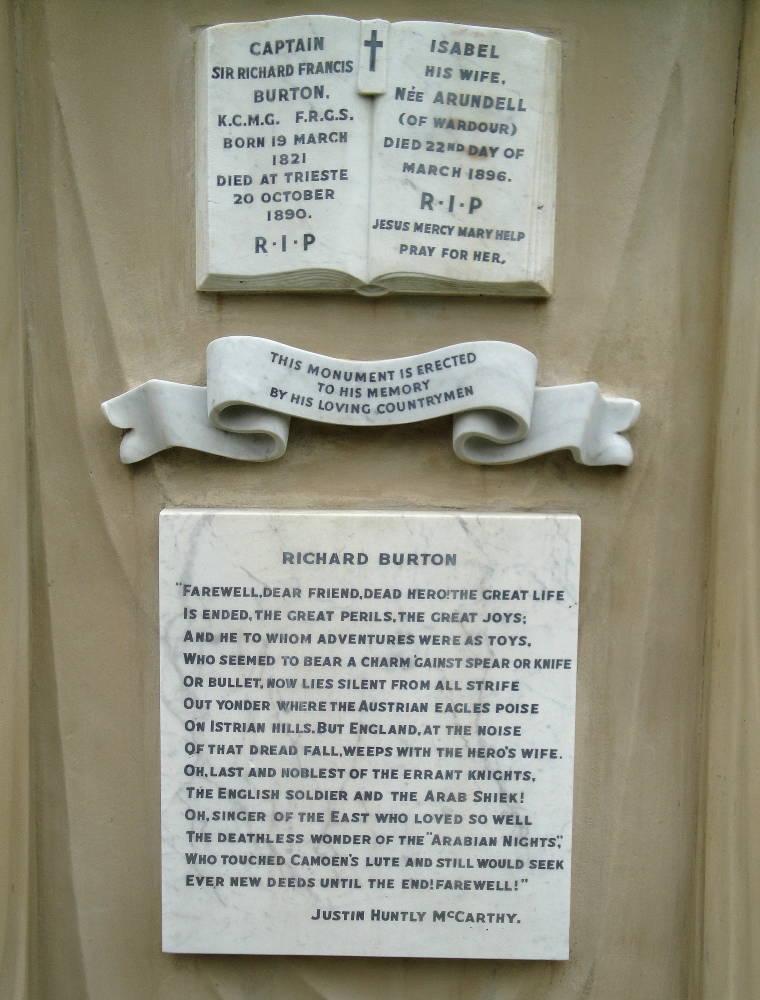 CAPTAIN
SIR RICHARD FRANCIS
BURTON.
K.C.M.G. F.R.G.S.
BORN 19 MARCH
1821
DIED AT TRIESTE
20 OCTOBER
1890.
R·I·P
ISABEL
HIS WIFE,
NÉE ARUNDELL
(OF WARDOUR)
DIED 22ND DAY OF
MARCH 1896.
R·I·P
JESUS MERCY MARY HELP
PRAY FOR HER.
THIS MONUMENT IS ERECTED
TO HIS MEMORY
BY HIS LOVING COUNTRYMEN
RICHARD BURTON
"FAREWELL, DEAR FRIEND, DEAD HERO! THE GREAT LIFE
IS ENDED, THE GREAT PERILS, THE GREAT JOYS;
AND HE TO WHOM ADVENTURES WERE AS TOYS,
WHO SEEMED TO BEAR A CHARM 'GAINST SPEAR OR KNIFE
OR BULLET, NOW LIES SILENT FROM ALL STRIFE
OUT YONDER WHERE THE AUSTRIAN EAGLES POISE
ON ISTRIAN HILLS. BUT ENGLAND, AT THE NOISE
OF THAT DREAD FALL, WEEPS WITH THE HERO'S WIFE.
OH, LAST AND NOBLEST OF THE ERRANT KNIGHTS,
THE ENGLISH SOLDIER AND THE ARAB SHIEK!
OH, SINGER OF THE EAST WHO LOVED SO WELL
THE DEATHLESS WONDER OF THE "ARABIAN NIGHTS",
WHO TOUCHED CAMOEN'S LUTE AND STILL WOULD SEEK
EVER NEW DEEDS UNTIL THE END! FAREWELL!"
JUSTIN HUNTLY MCCARTHY.